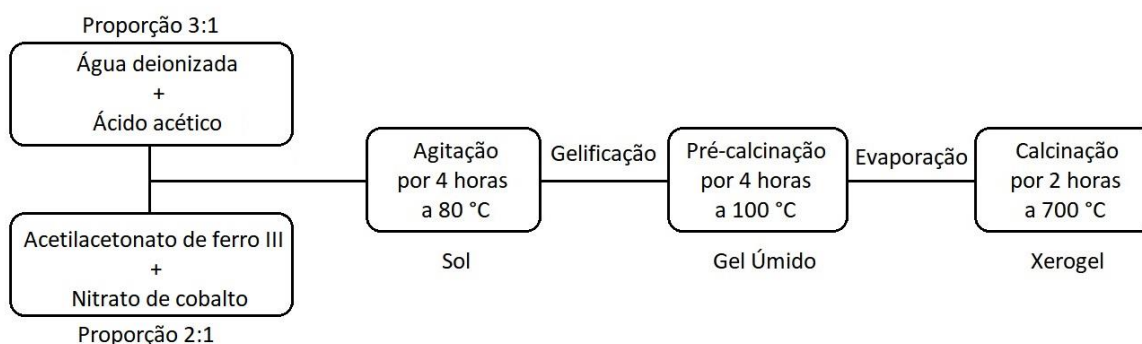 Proporção 3:1
Água deionizada
+
Ácido acético
Acetilacetonato de ferro III
+
Nitrato de cobalto
Proporção 2:1
Agitação
por 4 horas
a 80 °C
Sol
Gelificação
Pré-calcinação
por 4 horas
a 100 °C
Gel Úmido
Evaporação
Calcinação
por 2 horas
a 700 °C
Xerogel